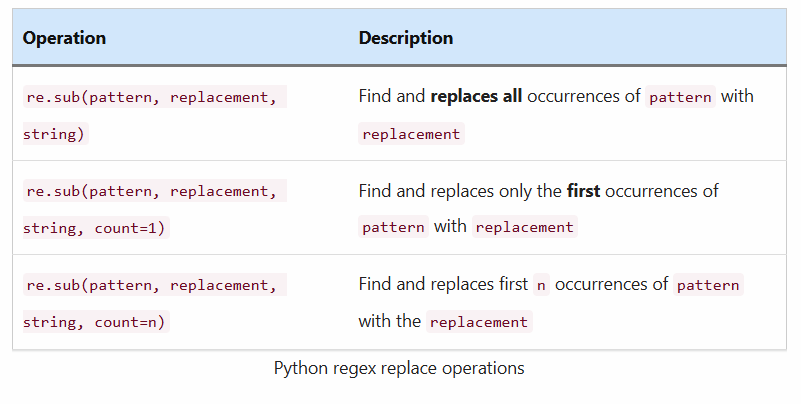 Operation Description
re.sub(pattern, replacement,
string)
Find and replaces all occurrences of pattern with
replacement
re.sub(pattern, replacement,
string, count=1)
Find and replaces only the first occurrences of
pattern with replacement
re.sub(pattern, replacement,
string, count=n)
Find and replaces first n occurrences of pattern
with the replacement
Python regex replace operations